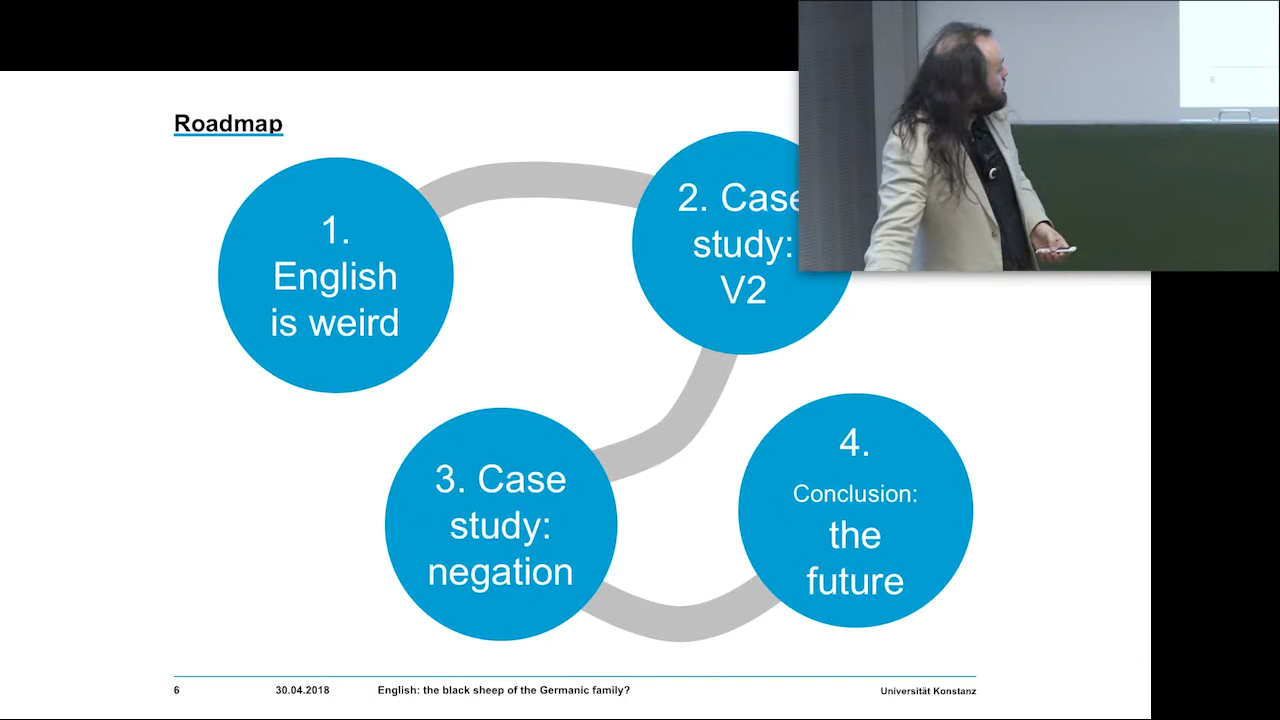 Roadmap
1.
English
is weird
2. Case
study:
V2
3. Case
study:
negation
4.
Conclusion:
the
future
6
30.04.2018
English: the black sheep of the Germanic family?
Universität Konstanz
6